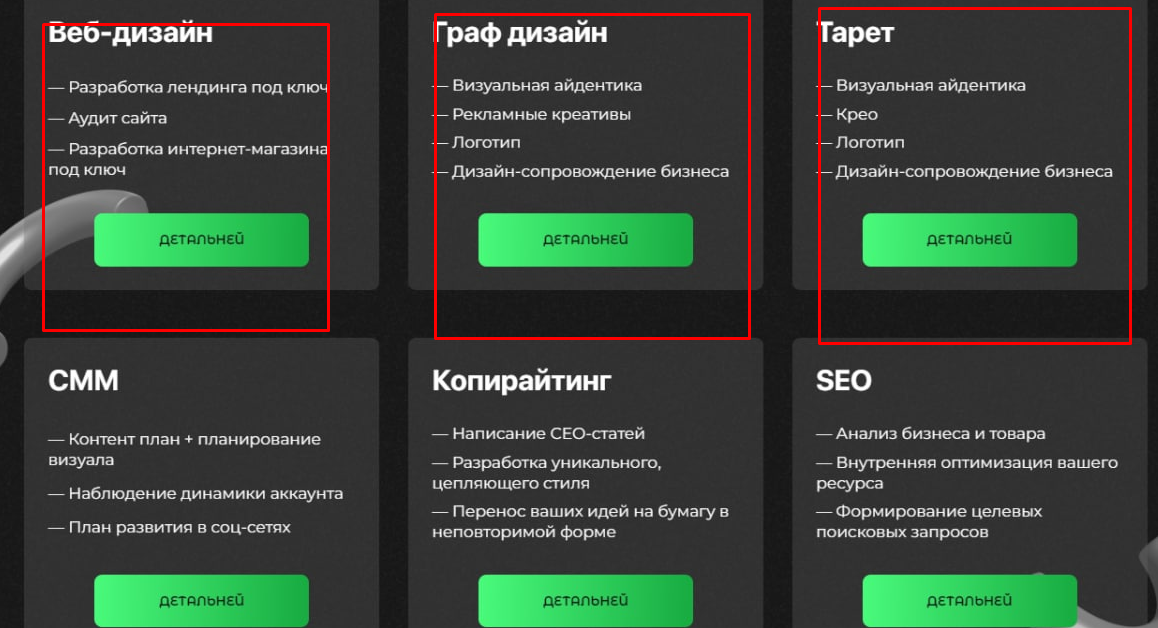 Веб-дизайн
— Разработка лендинга под ключ
— Аудит сайта
— Разработка интернет-магазина
под ключ
ДЕТАЛЬНЕЙ
Граф дизайн
— Визуальная айдентика
— Рекламные креативы
— Логотип
— Дизайн-сопровождение бизнеса
ДЕТАЛЬНЕЙ
Тарет
— Визуальная айдентика
— Крео
— Логотип
— Дизайн-сопровождение бизнеса
ДЕТАЛЬНЕЙ
СММ
— Контент план + планирование
визуала
— Наблюдение динамики аккаунта
— План развития в соц-сетях
ДЕТАЛЬНЕЙ
Копирайтинг
— Написание СЕО-статей
— Разработка уникального,
цепляющего стиля
— Перенос ваших идей на бумагу в
неповторимой форме
ДЕТАЛЬНЕЙ
SEO
— Анализ бизнеса и товара
— Внутренняя оптимизация вашего
ресурса
— Формирование целевых
поисковых запросов
ДЕТАЛЬНЕЙ